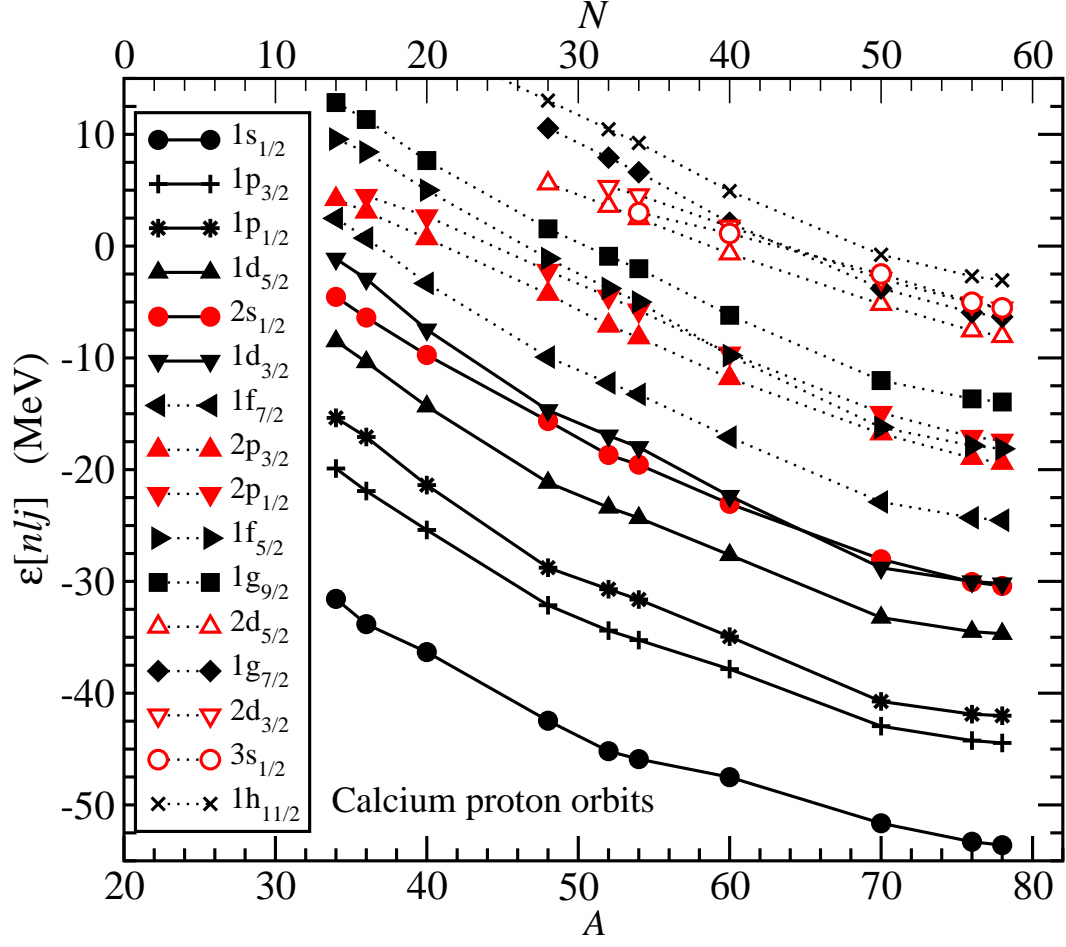 N
0 10 20 30 40 50 60
10
0
-10
-20
-30
-40
-50
ε[nlj] (MeV)
1s1/2
1p3/2
1p1/2
1d5/2
2s1/2
1d3/2
1f7/2
2p3/2
2p1/2
1f5/2
1g9/2
2d5/2
1g7/2
2d3/2
3s1/2
1h11/2
Calcium proton orbits
20 30 40 50 60 70 80
A